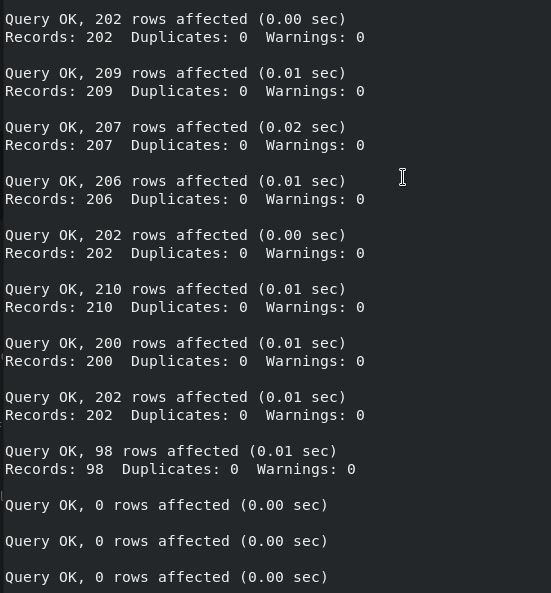 Query OK, 202 rows affected (0.00 sec)
Records: 202  Duplicates: 0  Warnings: 0
Query OK, 209 rows affected (0.01 sec)
Records: 209  Duplicates: 0  Warnings: 0
Query OK, 207 rows affected (0.02 sec)
Records: 207  Duplicates: 0  Warnings: 0
Query OK, 206 rows affected (0.01 sec)
Records: 206  Duplicates: 0  Warnings: 0
Query OK, 202 rows affected (0.00 sec)
Records: 202  Duplicates: 0  Warnings: 0
Query OK, 210 rows affected (0.01 sec)
Records: 210  Duplicates: 0  Warnings: 0
Query OK, 200 rows affected (0.01 sec)
Records: 200  Duplicates: 0  Warnings: 0
Query OK, 202 rows affected (0.01 sec)
Records: 202  Duplicates: 0  Warnings: 0
Query OK, 98 rows affected (0.01 sec)
Records: 98  Duplicates: 0  Warnings: 0
Query OK, 0 rows affected (0.00 sec)
Query OK, 0 rows affected (0.00 sec)
Query OK, 0 rows affected (0.00 sec)